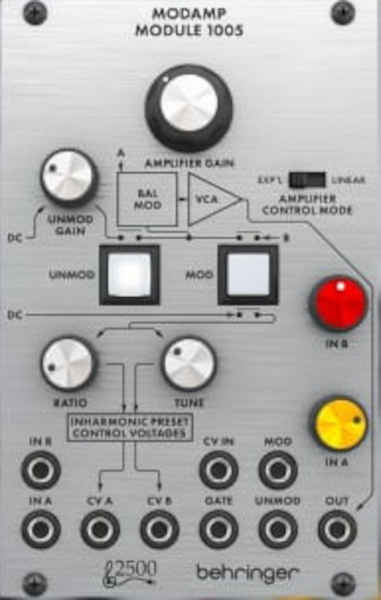 MODAMP
MODULE 1005
AMPLIFIER GAIN
A
BAL
MOD
VCA
EXP'L
LINEAR
AMPLIFIER
CONTROL MODE
UNMOD
GAIN
DC
B
UNMOD
MOD
DC
IN B
RATIO
TUNE
INHARMONIC PRESET
CONTROL VOLTAGES
IN A
IN B
CV IN
MOD
IN A
CV A
CV B
GATE
UNMOD
OUT
2500
behringer